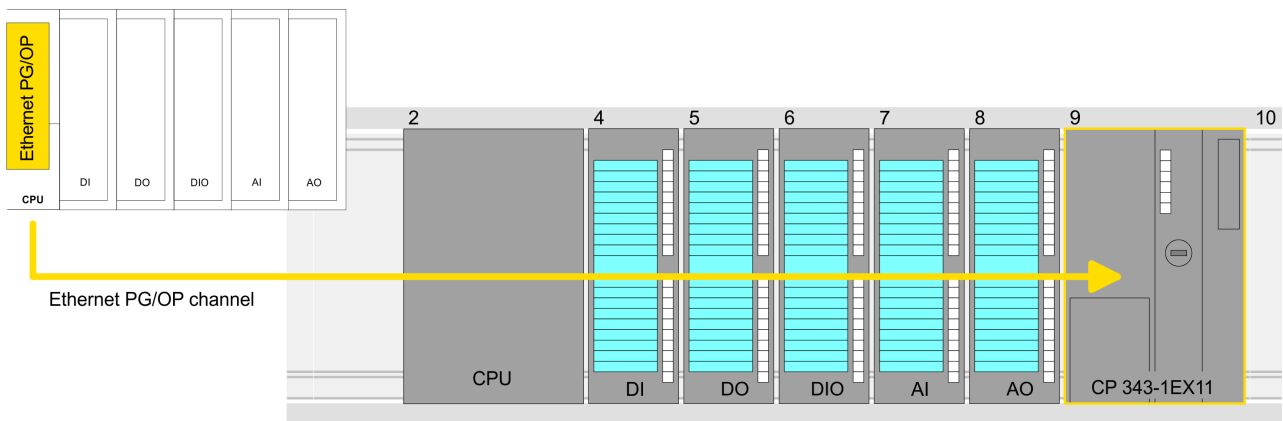 Ethernet PG/OP
CPU
DI
DO
DIO
AI
AO
Ethernet PG/OP channel
2
4
5
6
7
8
9
10
CPU
DI
DO
DIO
AI
AO
CP 343-1EX11